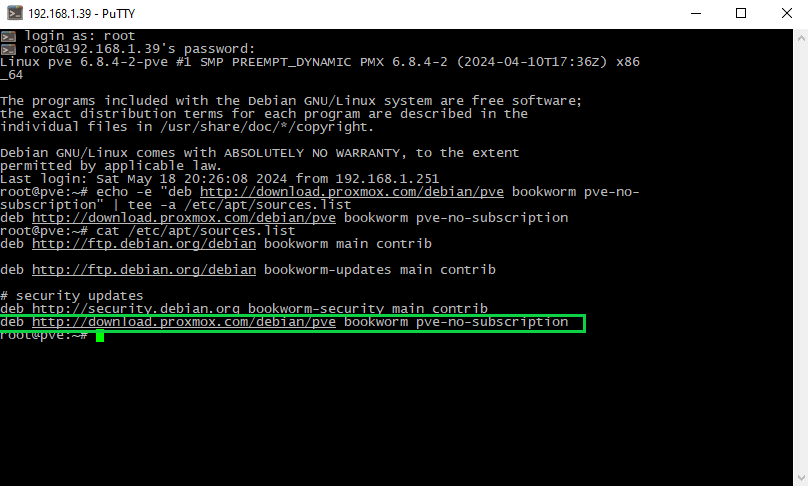 192.168.1.39 - PuTTY
login as: root
root@192.168.1.39's password:
Linux pve 6.8.4-2-pve #1 SMP PREEMPT_DYNAMIC PMX 6.8.4-2 (2024-04-10T17:36Z) x86
_64
The programs included with the Debian GNU/Linux system are free software;
the exact distribution terms for each program are described in the
individual files in /usr/share/doc/*/copyright.
Debian GNU/Linux comes with ABSOLUTELY NO WARRANTY, to the extent
permitted by applicable law.
Last login: Sat May 18 20:26:08 2024 from 192.168.1.251
root@pve:~# echo -e "deb http://download.proxmox.com/debian/pve bookworm pve-no-
subscription" | tee -a /etc/apt/sources.list
deb http://download.proxmox.com/debian/pve bookworm pve-no-subscription
root@pve:~# cat /etc/apt/sources.list
deb http://ftp.debian.org/debian bookworm main contrib
deb http://ftp.debian.org/debian bookworm-updates main contrib
# security updates
deb http://security.debian.org bookworm-security main contrib
deb http://download.proxmox.com/debian/pve bookworm pve-no-subscription
root@pve:~#